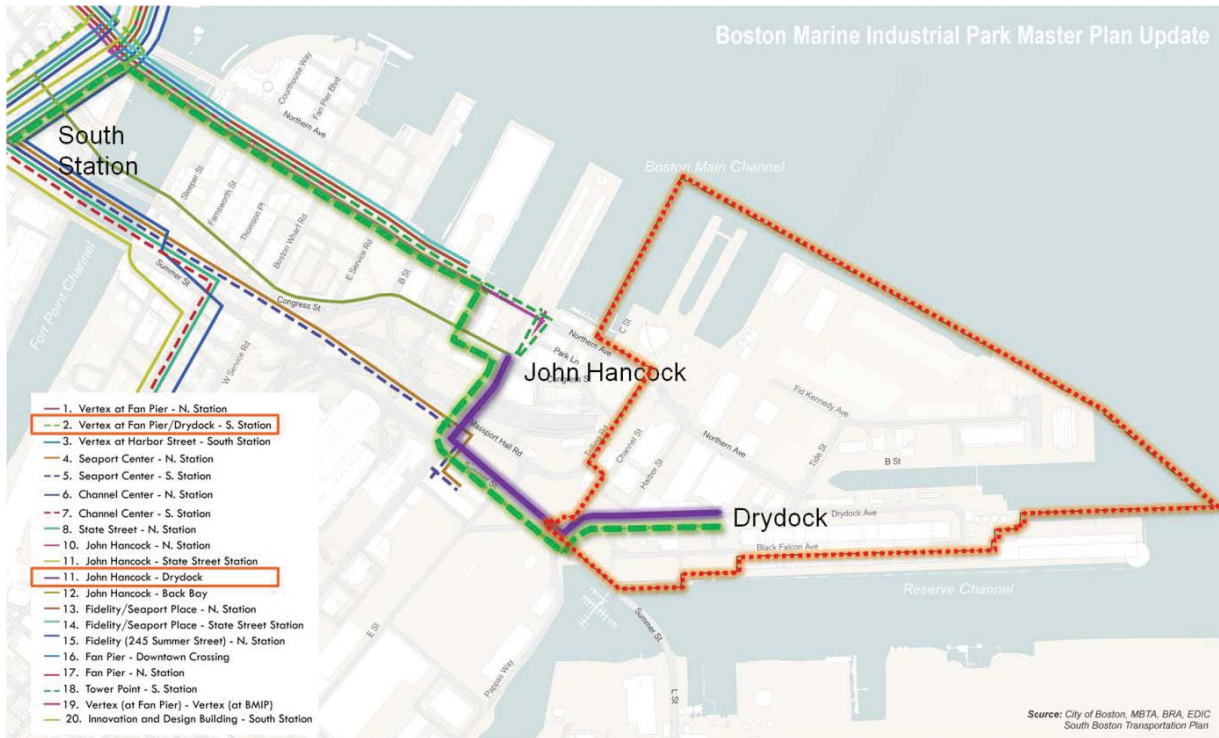 Boston Marine Industrial Park Master Plan Update
Courthouse Way
Fan Pier Blvd
Northern Ave
South
Station
Boston Main Channel
Sleeper St
Farnsworth St
Thomson Pl
Boston Wharf Rd
E Service Rd
B St
Fort Point Channel
Summer St
Congress St
W Service Rd
C St
Northern Ave
Park Ln
John Hancock
Congress St
Fid Kennedy Ave
Massport Haul Rd
Channel St
Northern Ave
Harbor St
Tide St
B St
Summer St
Drydock
Drydock Ave
Black Falcon Ave
Reserve Channel
E St
Summer St
Pappas Way
L St
1. Vertex at Fan Pier - N. Station
2. Vertex at Fan Pier/Drydock - S. Station
3. Vertex at Harbor Street - South Station
4. Seaport Center - N. Station
5. Seaport Center - S. Station
6. Channel Center - N. Station
7. Channel Center - S. Station
8. State Street - N. Station
10. John Hancock - N. Station
11. John Hancock - State Street Station
11. John Hancock - Drydock
12. John Hancock - Back Bay
13. Fidelity/Seaport Place - N. Station
14. Fidelity/Seaport Place - State Street Station
15. Fidelity (245 Summer Street) - N. Station
16. Fan Pier - Downtown Crossing
17. Fan Pier - N. Station
18. Tower Point - S. Station
19. Vertex (at Fan Pier) - Vertex (at BMIP)
20. Innovation and Design Building - South Station
Source: City of Boston, MBTA, BRA, EDIC
South Boston Transportation Plan